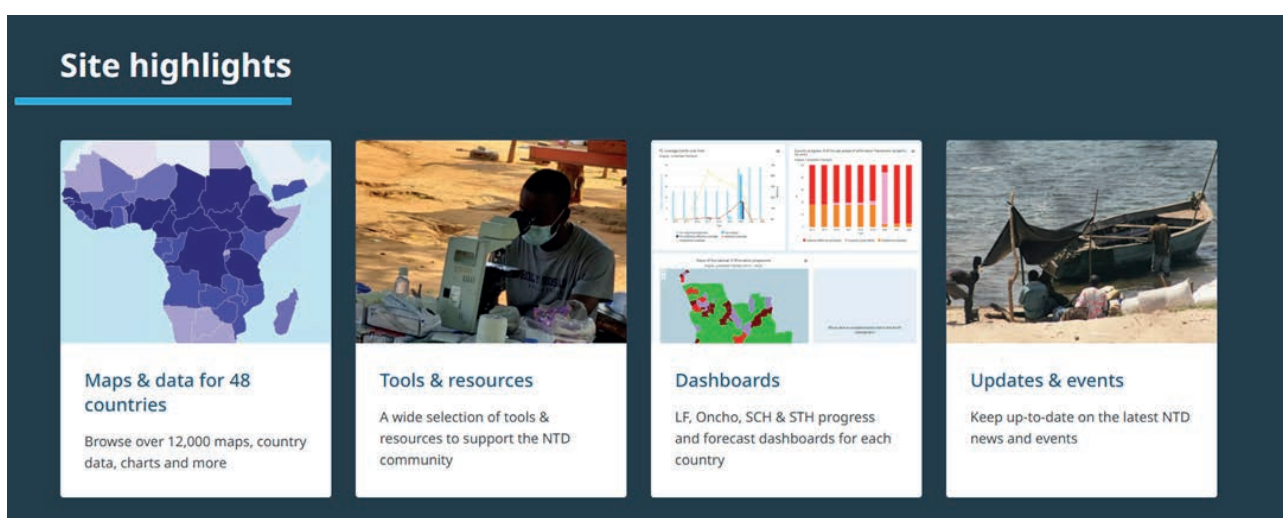 Site highlights
Maps & data for 48
countries
Browse over 12,000 maps, country
data, charts and more
Tools & resources
A wide selection of tools &
resources to support the NTD
community
Dashboards
LF, Oncho, SCH & STH progress
and forecast dashboards for each
country
Updates & events
Keep up-to-date on the latest NTD
news and events